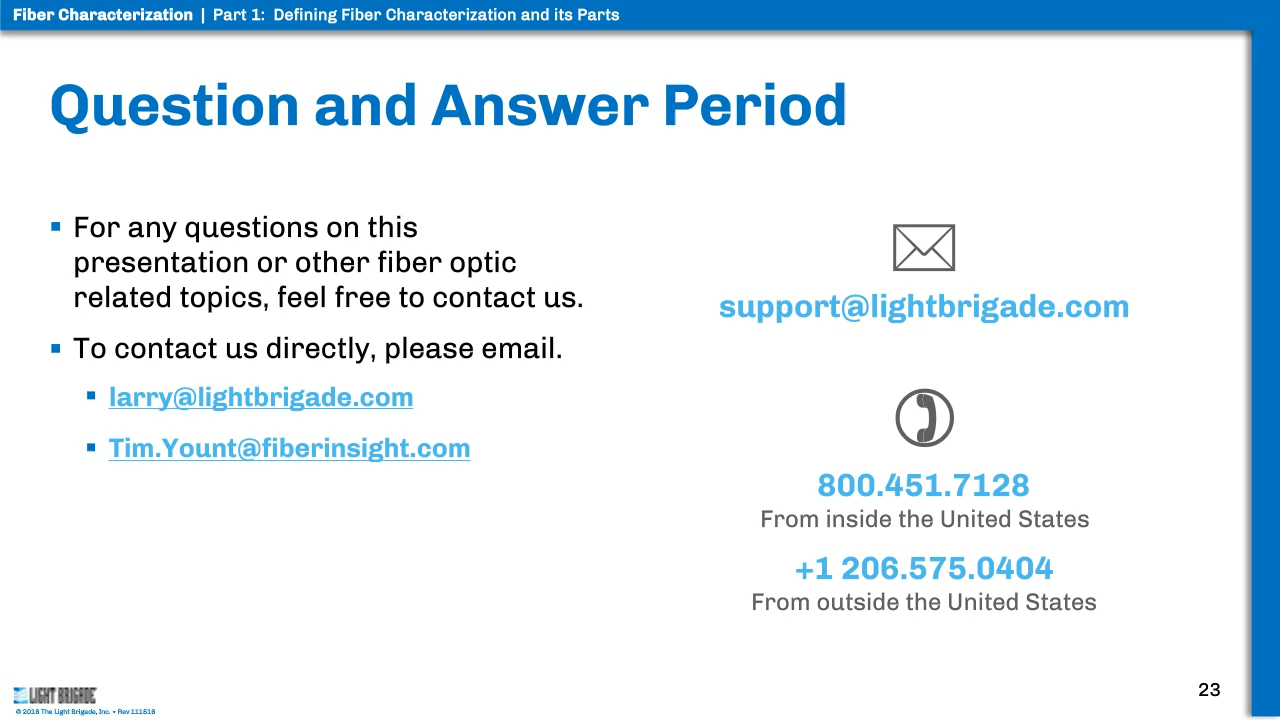 Fiber Characterization | Part 1: Defining Fiber Characterization and its Parts
Question and Answer Period
▪ For any questions on this
presentation or other fiber optic
related topics, feel free to contact us.
▪ To contact us directly, please email.
▪ larry@lightbrigade.com
▪ Tim.Yount@fiberinsight.com
support@lightbrigade.com
800.451.7128
From inside the United States
+1 206.575.0404
From outside the United States
LIGHT BRIGADE
© 2018 The Light Brigade, Inc. • Rev 111518
23